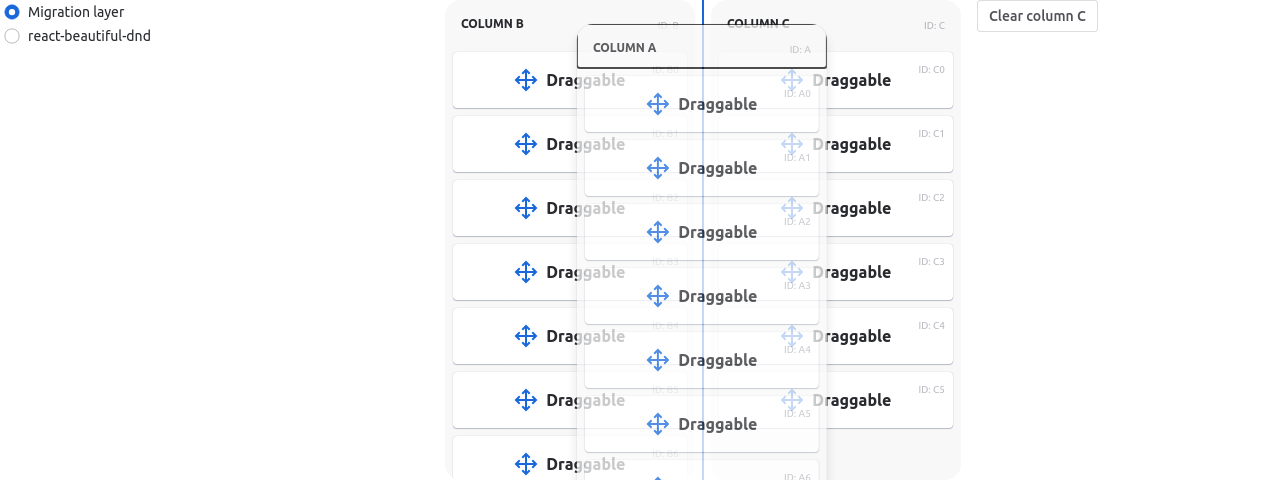 Migration layer
react-beautiful-dnd
COLUMN B
ID: B
COLUMN C
ID: C
Clear column C
COLUMN A
ID: A
Draggable
ID: B0
Draggable
ID: C0
Draggable
ID: A0
Draggable
ID: B1
Draggable
ID: C1
Draggable
ID: A1
Draggable
ID: B2
Draggable
ID: C2
Draggable
ID: A2
Draggable
ID: B3
Draggable
ID: C3
Draggable
ID: A3
Draggable
ID: B4
Draggable
ID: C4
Draggable
ID: A4
Draggable
ID: B5
Draggable
ID: C5
Draggable
ID: A5
Draggable
ID: B6
ID: A6